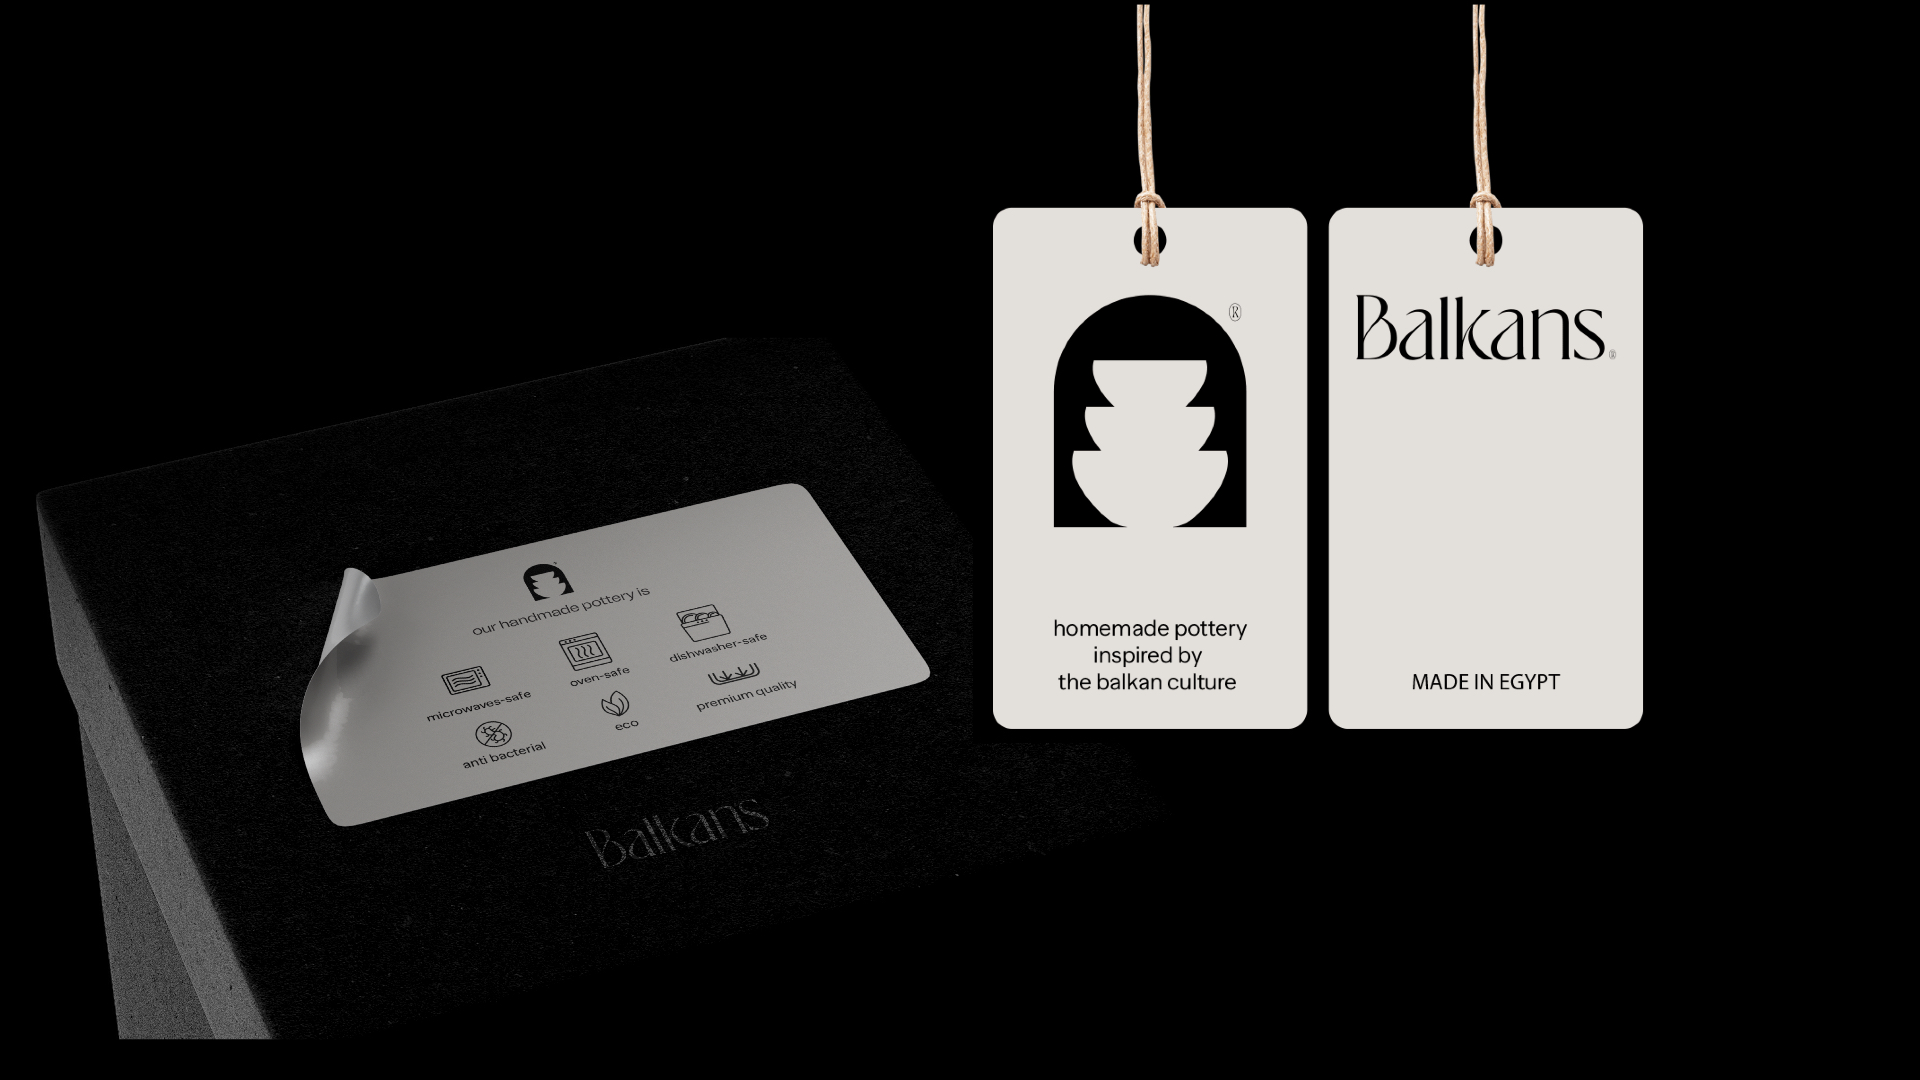 our handmade pottery is
microwaves-safe
oven-safe
dishwasher-safe
anti bacterial
eco
premium quality
Balkans
®
homemade pottery
inspired by
the balkan culture
Balkans®
MADE IN EGYPT